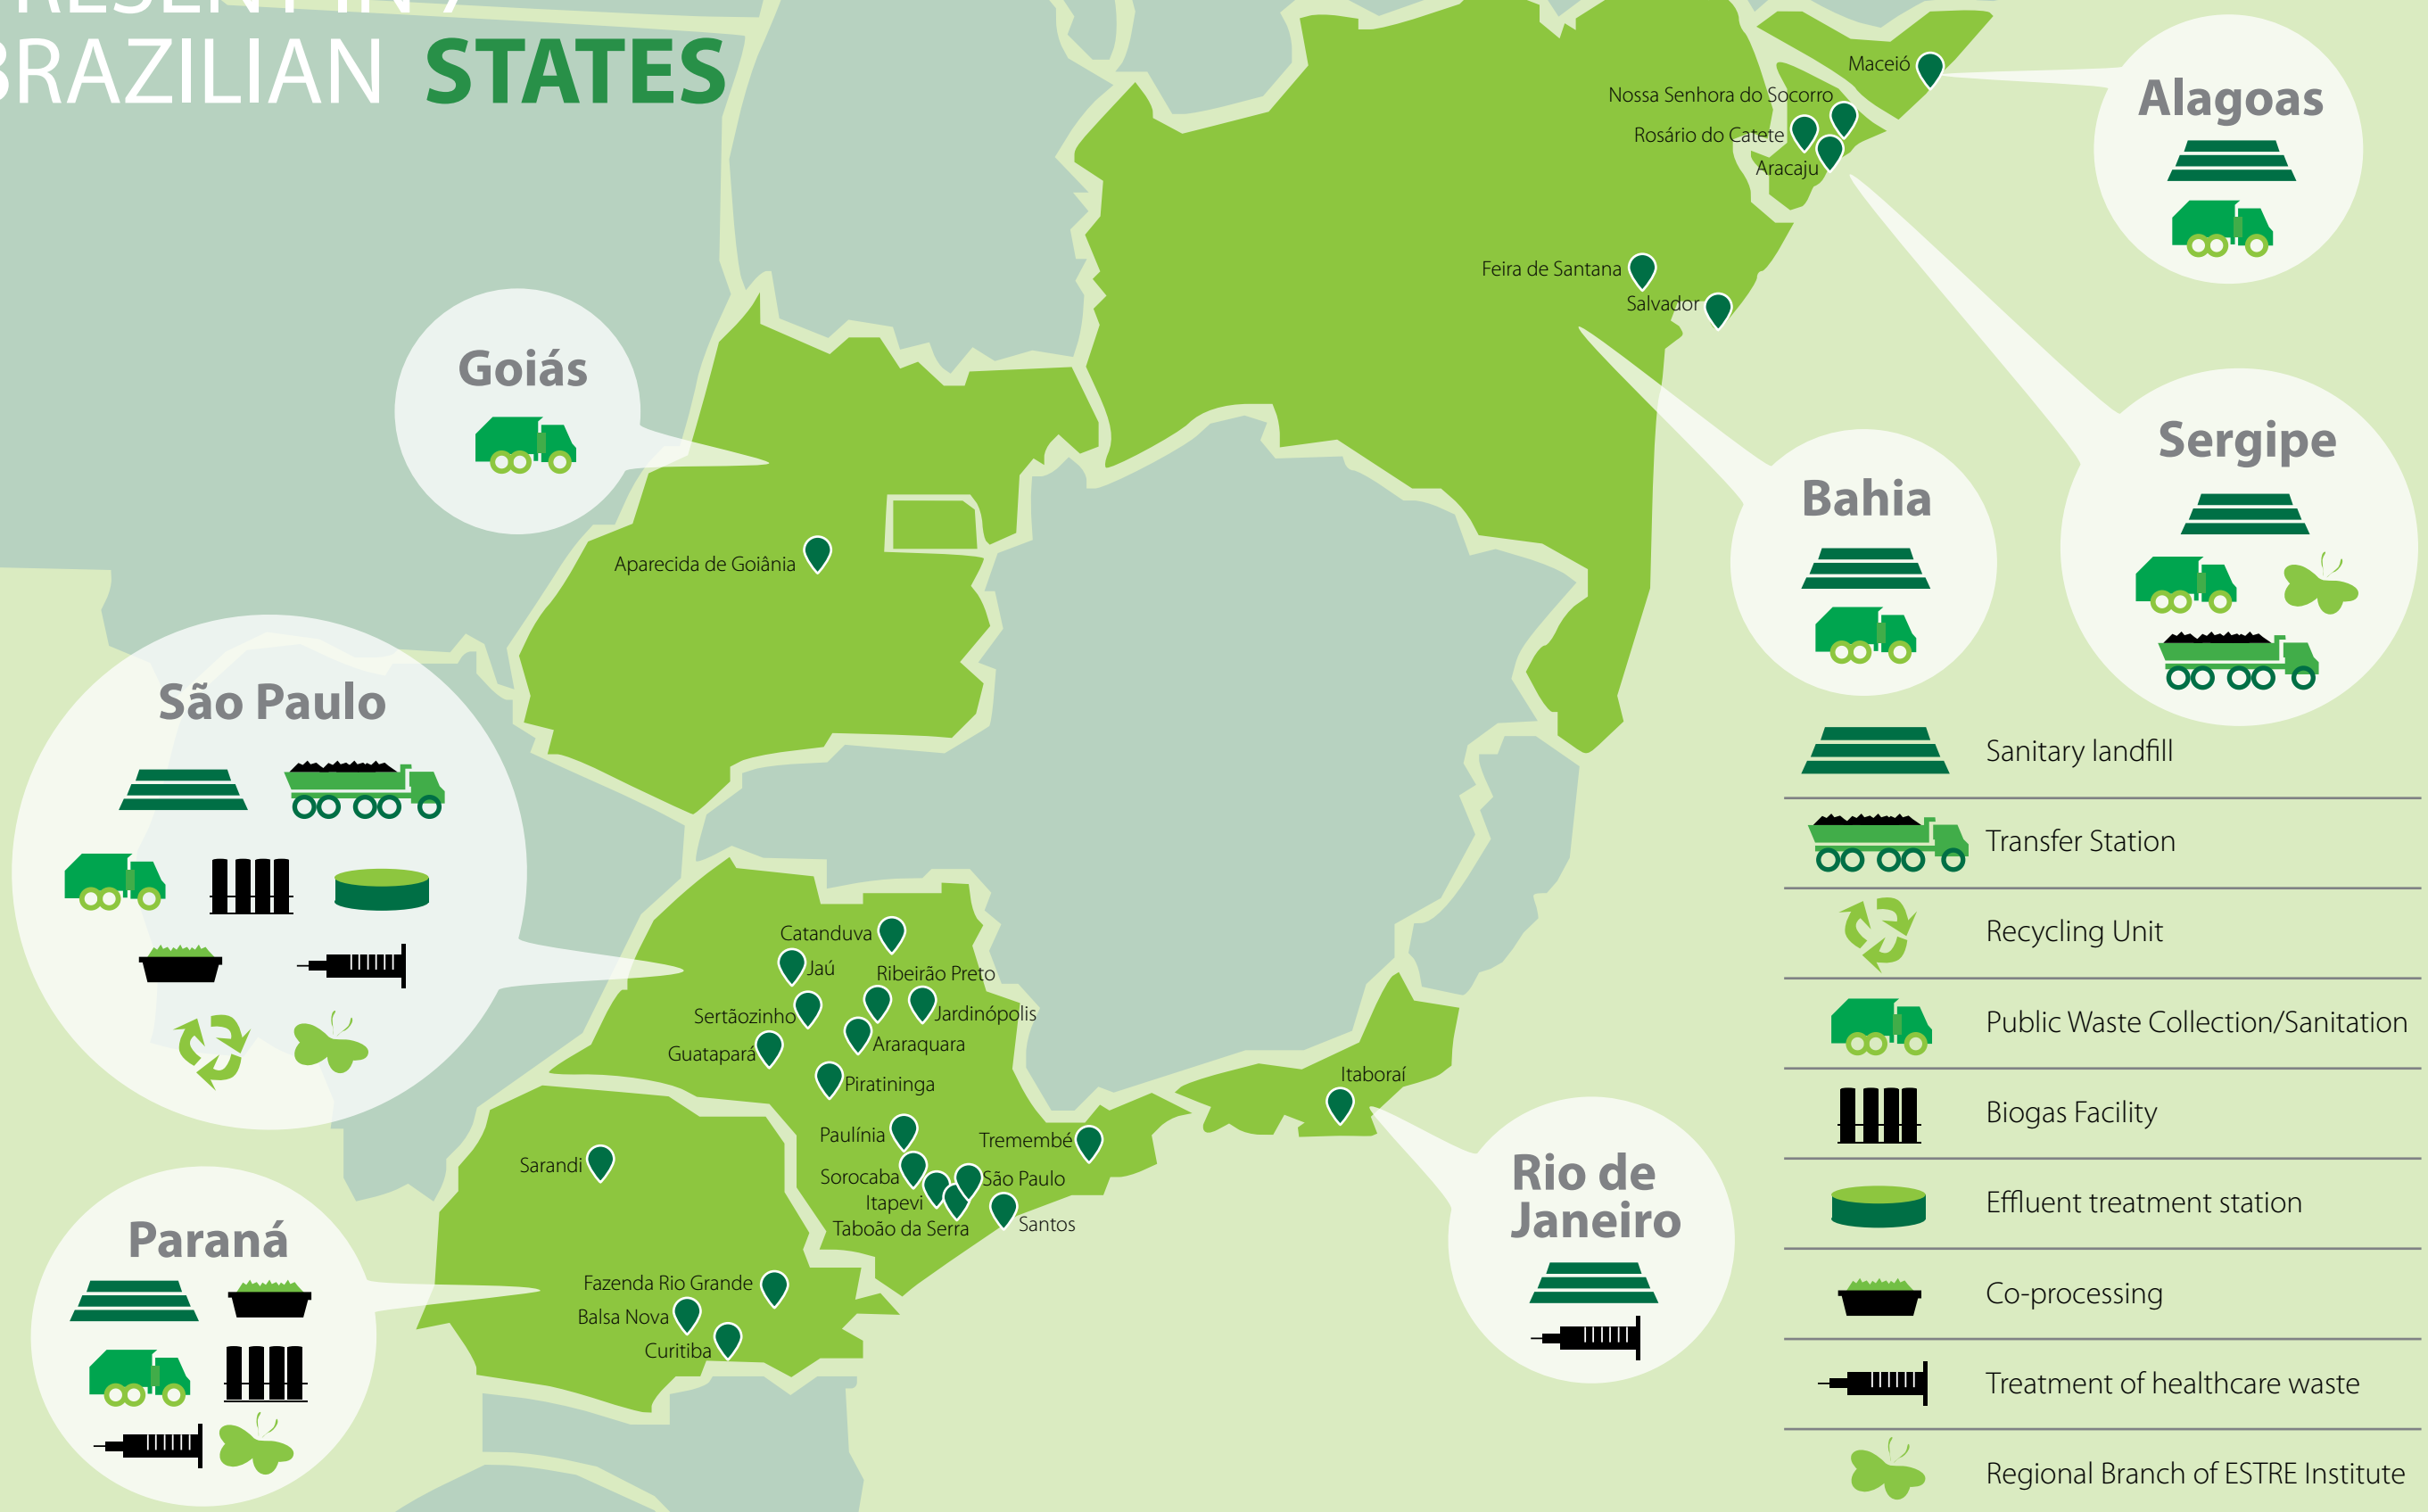 BRAZILIAN STATES
Maceió
Nossa Senhora do Socorro
Rosário do Catete
Aracaju
Alagoas
Feira de Santana
Salvador
Goiás
Sergipe
Bahia
Aparecida de Goiânia
São Paulo
Catanduva
Jaú
Ribeirão Preto
Sertãozinho
Jardinópolis
Guatapará
Araraquara
Piratininga
Itaboraí
Paulínia
Tremembé
Sarandi
Sorocaba
São Paulo
Itapevi
Taboão da Serra
Santos
Rio de
Janeiro
Paraná
Fazenda Rio Grande
Balsa Nova
Curitiba
Sanitary landfill
Transfer Station
Recycling Unit
Public Waste Collection/Sanitation
Biogas Facility
Effluent treatment station
Co-processing
Treatment of healthcare waste
Regional Branch of ESTRE Institute